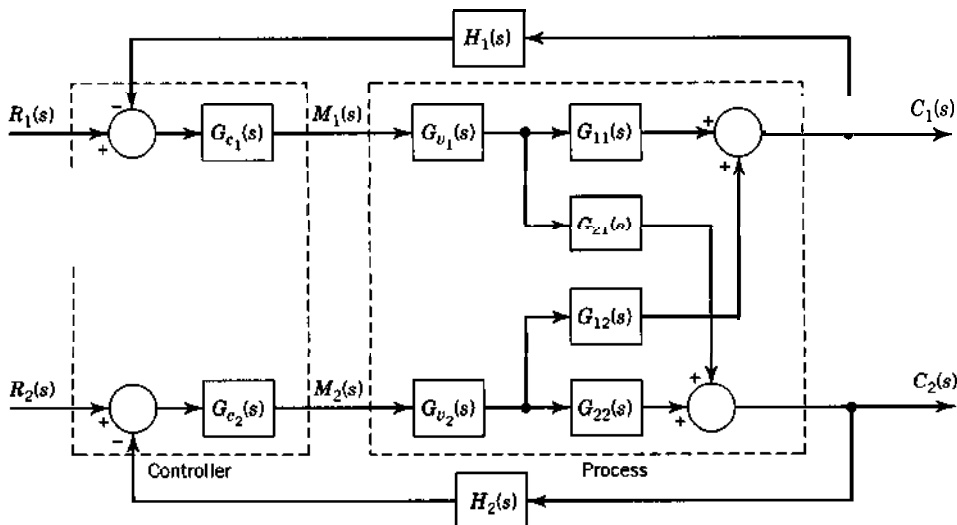 H₁(s)
R₁(s)
−
+
G_c₁(s)
M₁(s)
G_v₁(s)
G₁₁(s)
+
+
C₁(s)
G₁₂(s)
R₂(s)
+
−
G_c₂(s)
M₂(s)
G_v₂(s)
G₂₂(s)
+
+
C₂(s)
Controller
Process
H₂(s)